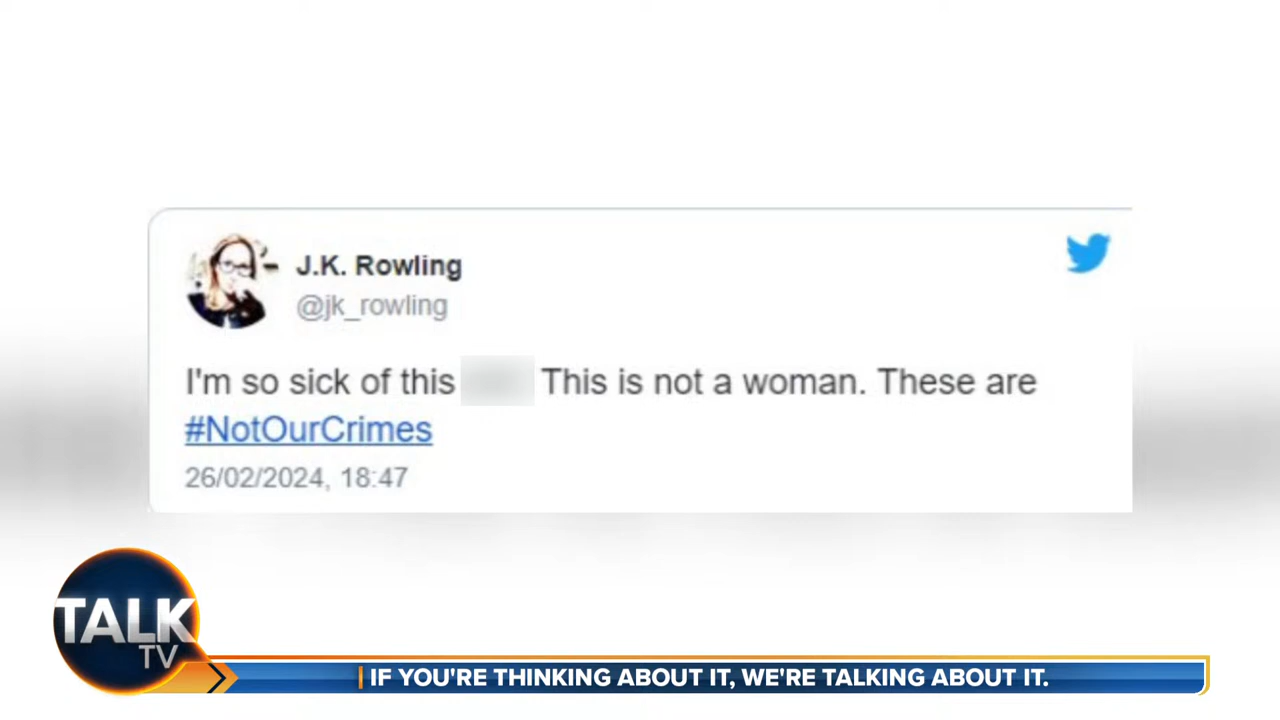 J.K. Rowling
@jk_rowling
I'm so sick of this This is not a woman. These are
#NotOurCrimes
26/02/2024, 18:47
TALK
TV
IF YOU'RE THINKING ABOUT IT, WE'RE TALKING ABOUT IT.